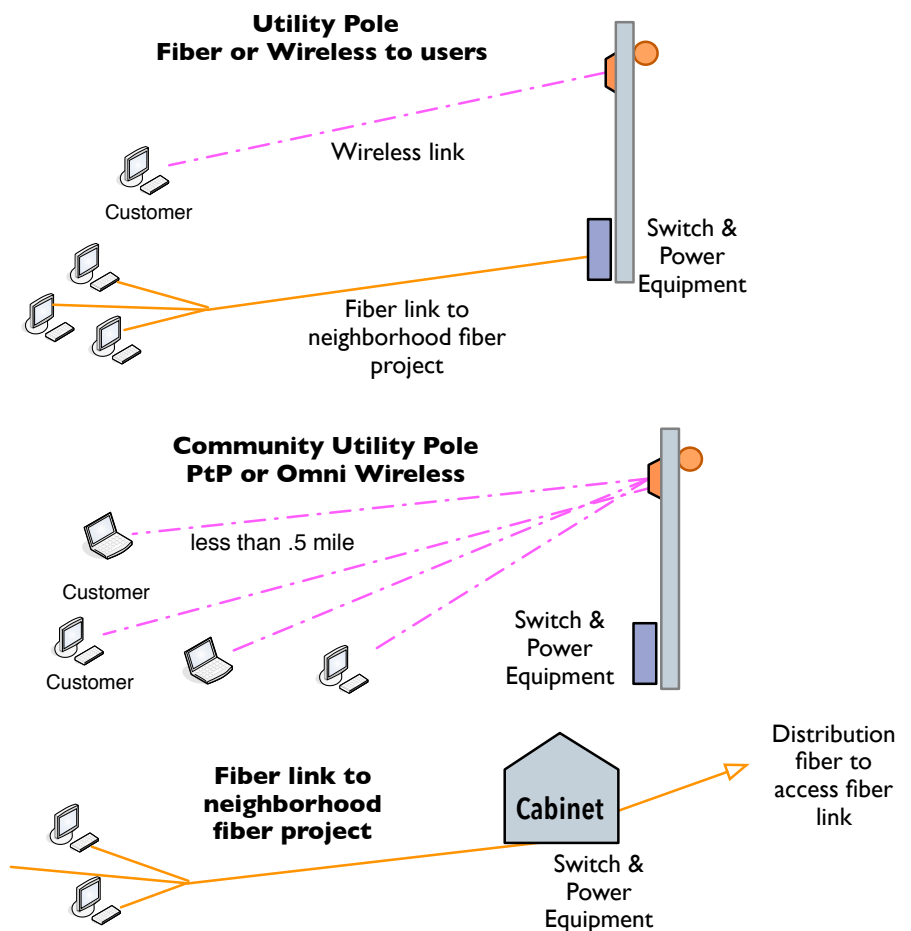 Utility Pole
Fiber or Wireless to users
Wireless link
Customer
Switch &
Power
Equipment
Fiber link to
neighborhood fiber
project
Community Utility Pole
PtP or Omni Wireless
less than .5 mile
Customer
Customer
Switch &
Power
Equipment
Fiber link to
neighborhood
fiber project
Cabinet
Distribution
fiber to
access fiber
link
Switch &
Power
Equipment